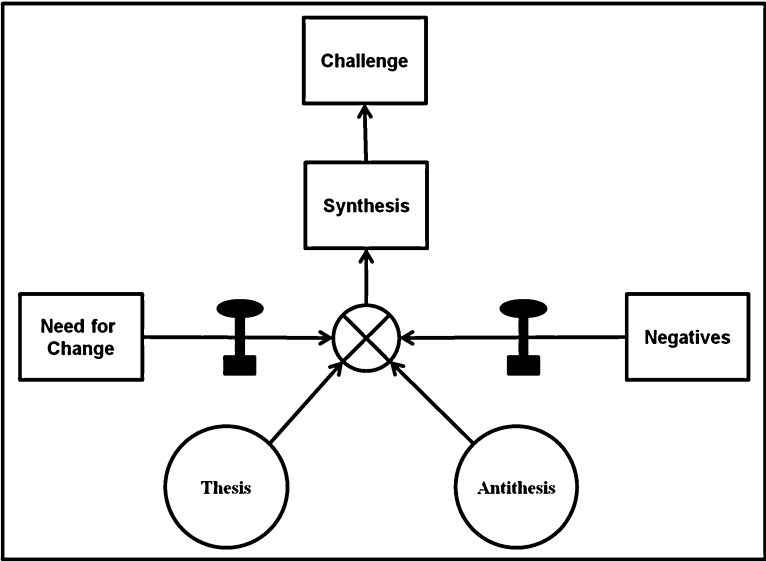 Challenge
Synthesis
Need for
Change
Negatives
Thesis
Antithesis